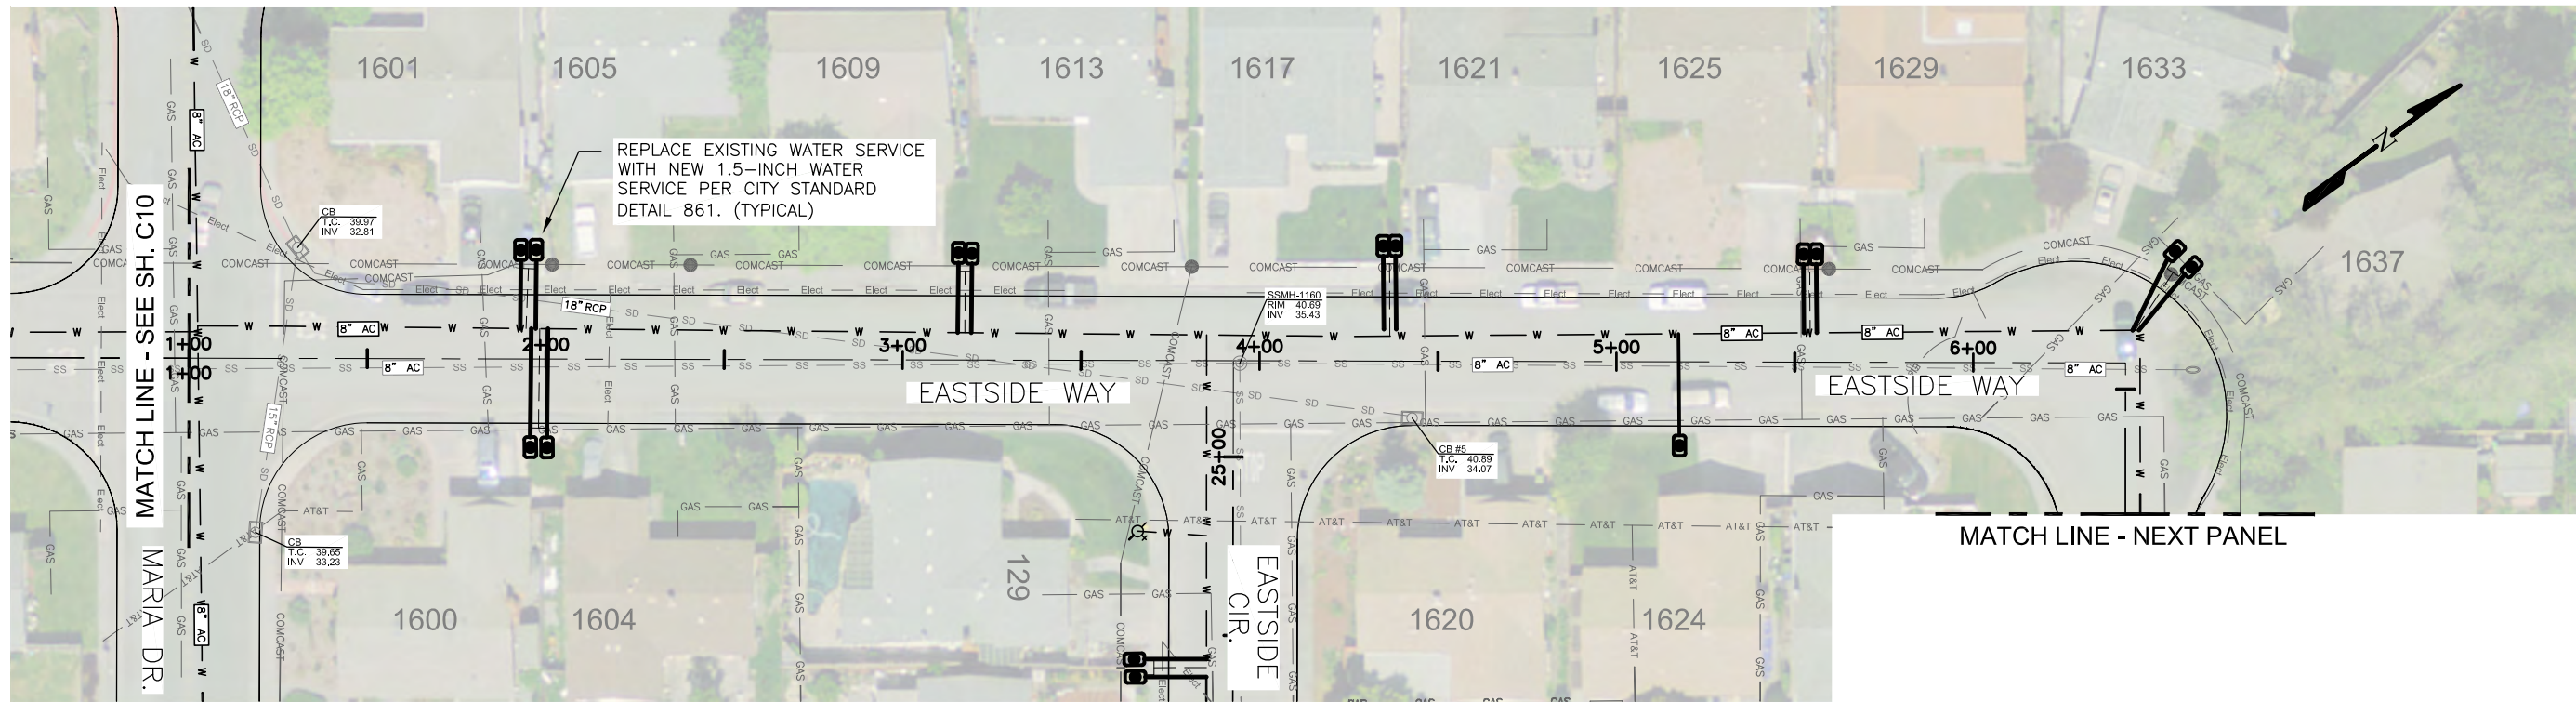 1601
1605
1609
1613
1617
1621
1625
1629
1633
1637
18" RCP
8" AC
N
REPLACE EXISTING WATER SERVICE
WITH NEW 1.5-INCH WATER
SERVICE PER CITY STANDARD
DETAIL 861. (TYPICAL)
MATCH LINE - SEE SH. C10
CB
T.C. 39.97
INV 32.81
GAS
Elect
COMCAST
SD
18" RCP
SSMH-1160
RIM 40.69
INV 35.43
W
8" AC
8" AC
8" AC
1+00
2+00
3+00
4+00
5+00
6+00
1+00
SS
8" AC
8" AC
8" AC
EASTSIDE WAY
EASTSIDE WAY
15" RCP
25+00
CB #5
T.C. 40.89
INV 34.07
AT&T
CB
T.C. 39.65
INV 33.23
MATCH LINE - NEXT PANEL
MARIA DR.
8" AC
129
EASTSIDE
CIR.
1600
1604
1620
1624